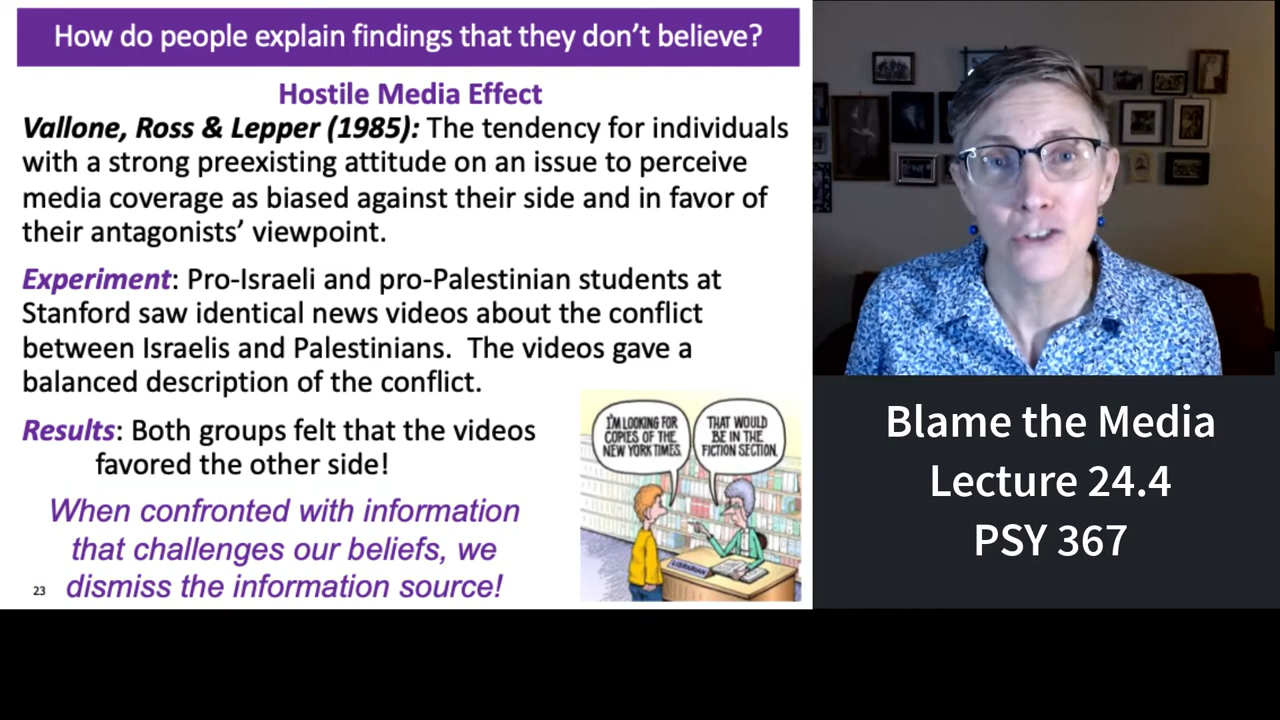 How do people explain findings that they don't believe?
Hostile Media Effect
Vallone, Ross & Lepper (1985): The tendency for individuals
with a strong preexisting attitude on an issue to perceive
media coverage as biased against their side and in favor of
their antagonists' viewpoint.
Experiment: Pro-Israeli and pro-Palestinian students at
Stanford saw identical news videos about the conflict
between Israelis and Palestinians. The videos gave a
balanced description of the conflict.
Results: Both groups felt that the videos
favored the other side!
When confronted with information
that challenges our beliefs, we
dismiss the information source!
23
I'M LOOKING FOR
COPIES OF THE
NEW YORK TIMES.
THAT WOULD
BE IN THE
FICTION SECTION.
LIBRARIAN
Blame the Media
Lecture 24.4
PSY 367